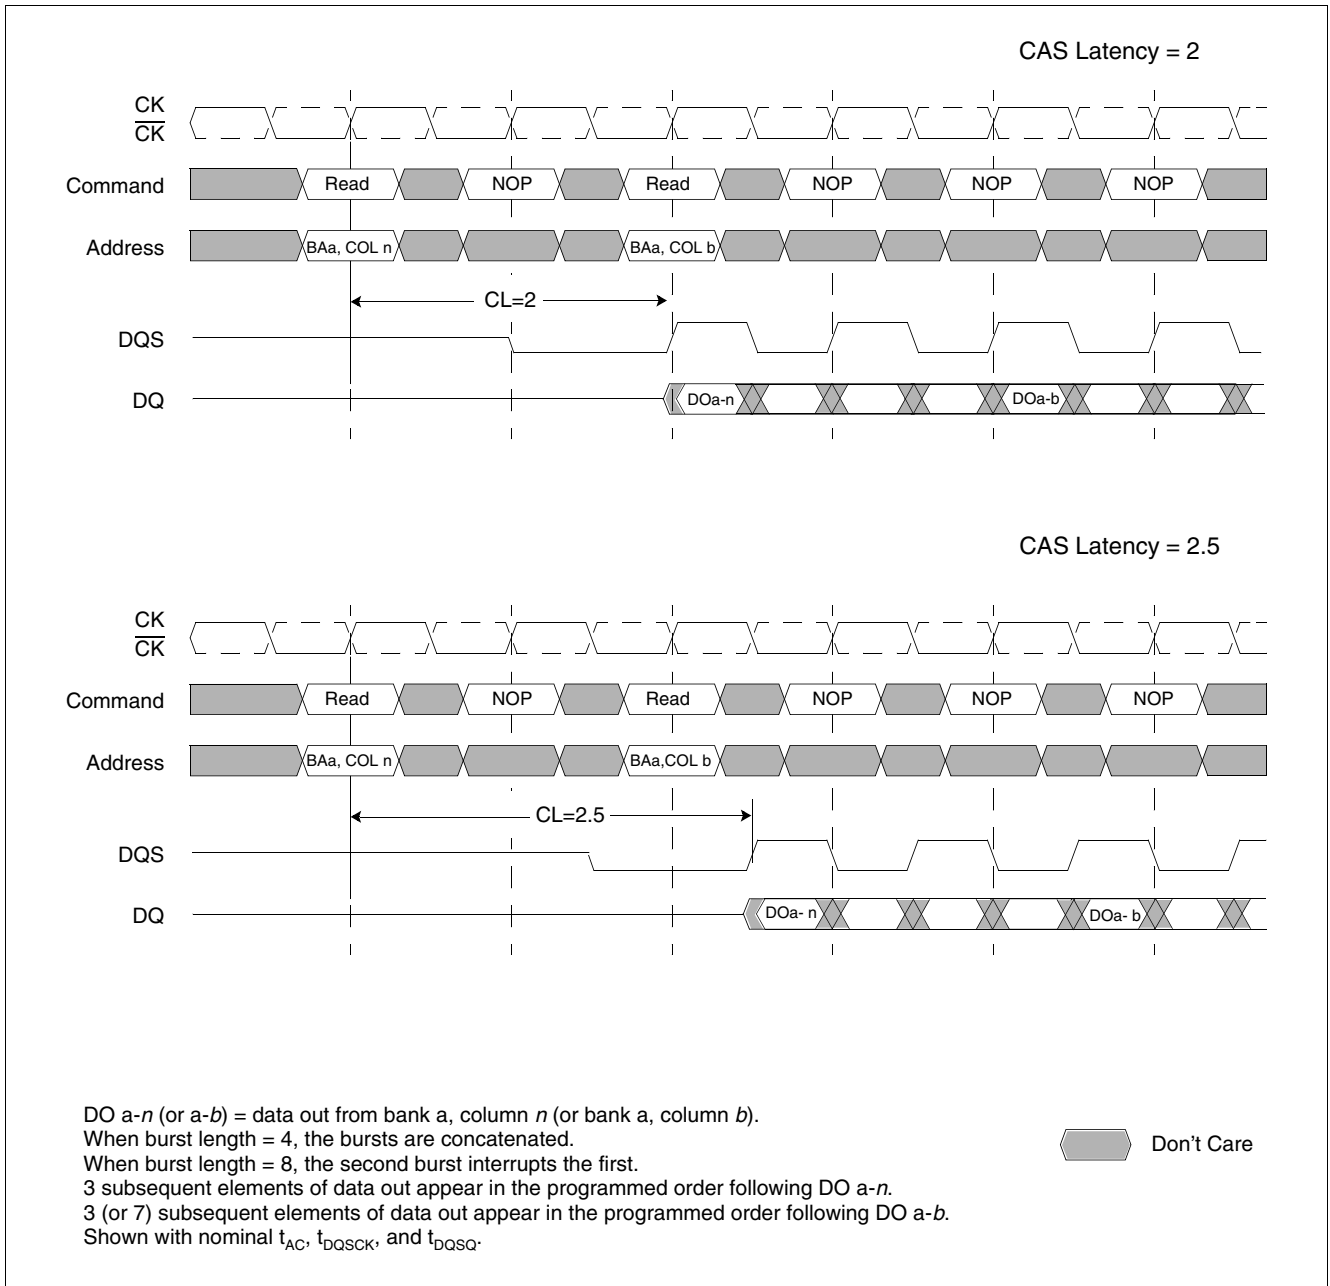 CAS Latency = 2
CK
CK
Command Read NOP Read NOP NOP NOP
Address BAa, COL n BAa, COL b
CL=2
DQS
DQ DOa-n DOa-b
CAS Latency = 2.5
CK
CK
Command Read NOP Read NOP NOP NOP
Address BAa, COL n BAa,COL b
CL=2.5
DQS
DQ DOa- n DOa- b
DO a-n (or a-b) = data out from bank a, column n (or bank a, column b).
When burst length = 4, the bursts are concatenated.
When burst length = 8, the second burst interrupts the first.
3 subsequent elements of data out appear in the programmed order following DO a-n.
3 (or 7) subsequent elements of data out appear in the programmed order following DO a-b.
Shown with nominal tAC, tDQSCK, and tDQSQ.
Don't Care